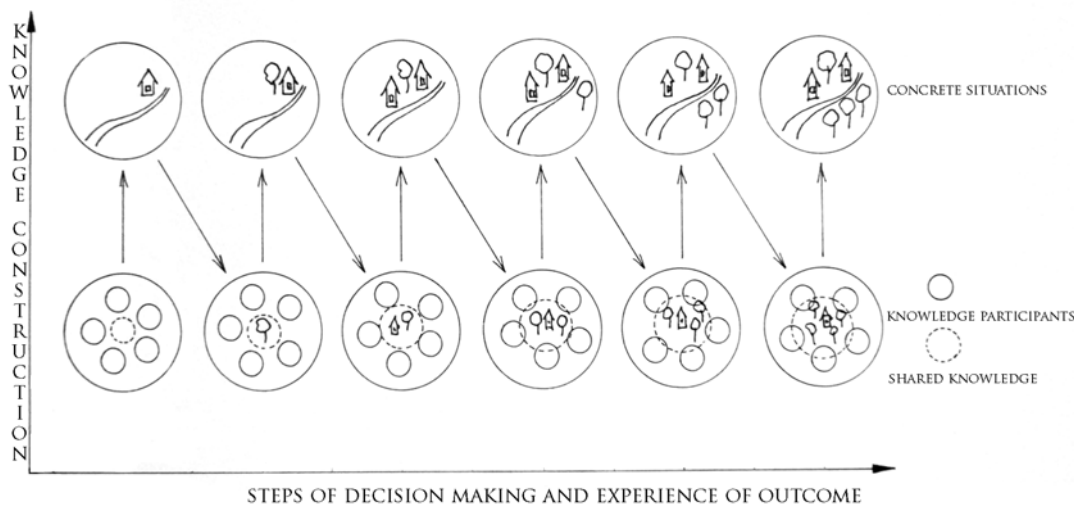 KNOWLEDGE CONSTRUCTION
CONCRETE SITUATIONS
KNOWLEDGE PARTICIPANTS
SHARED KNOWLEDGE
STEPS OF DECISION MAKING AND EXPERIENCE OF OUTCOME